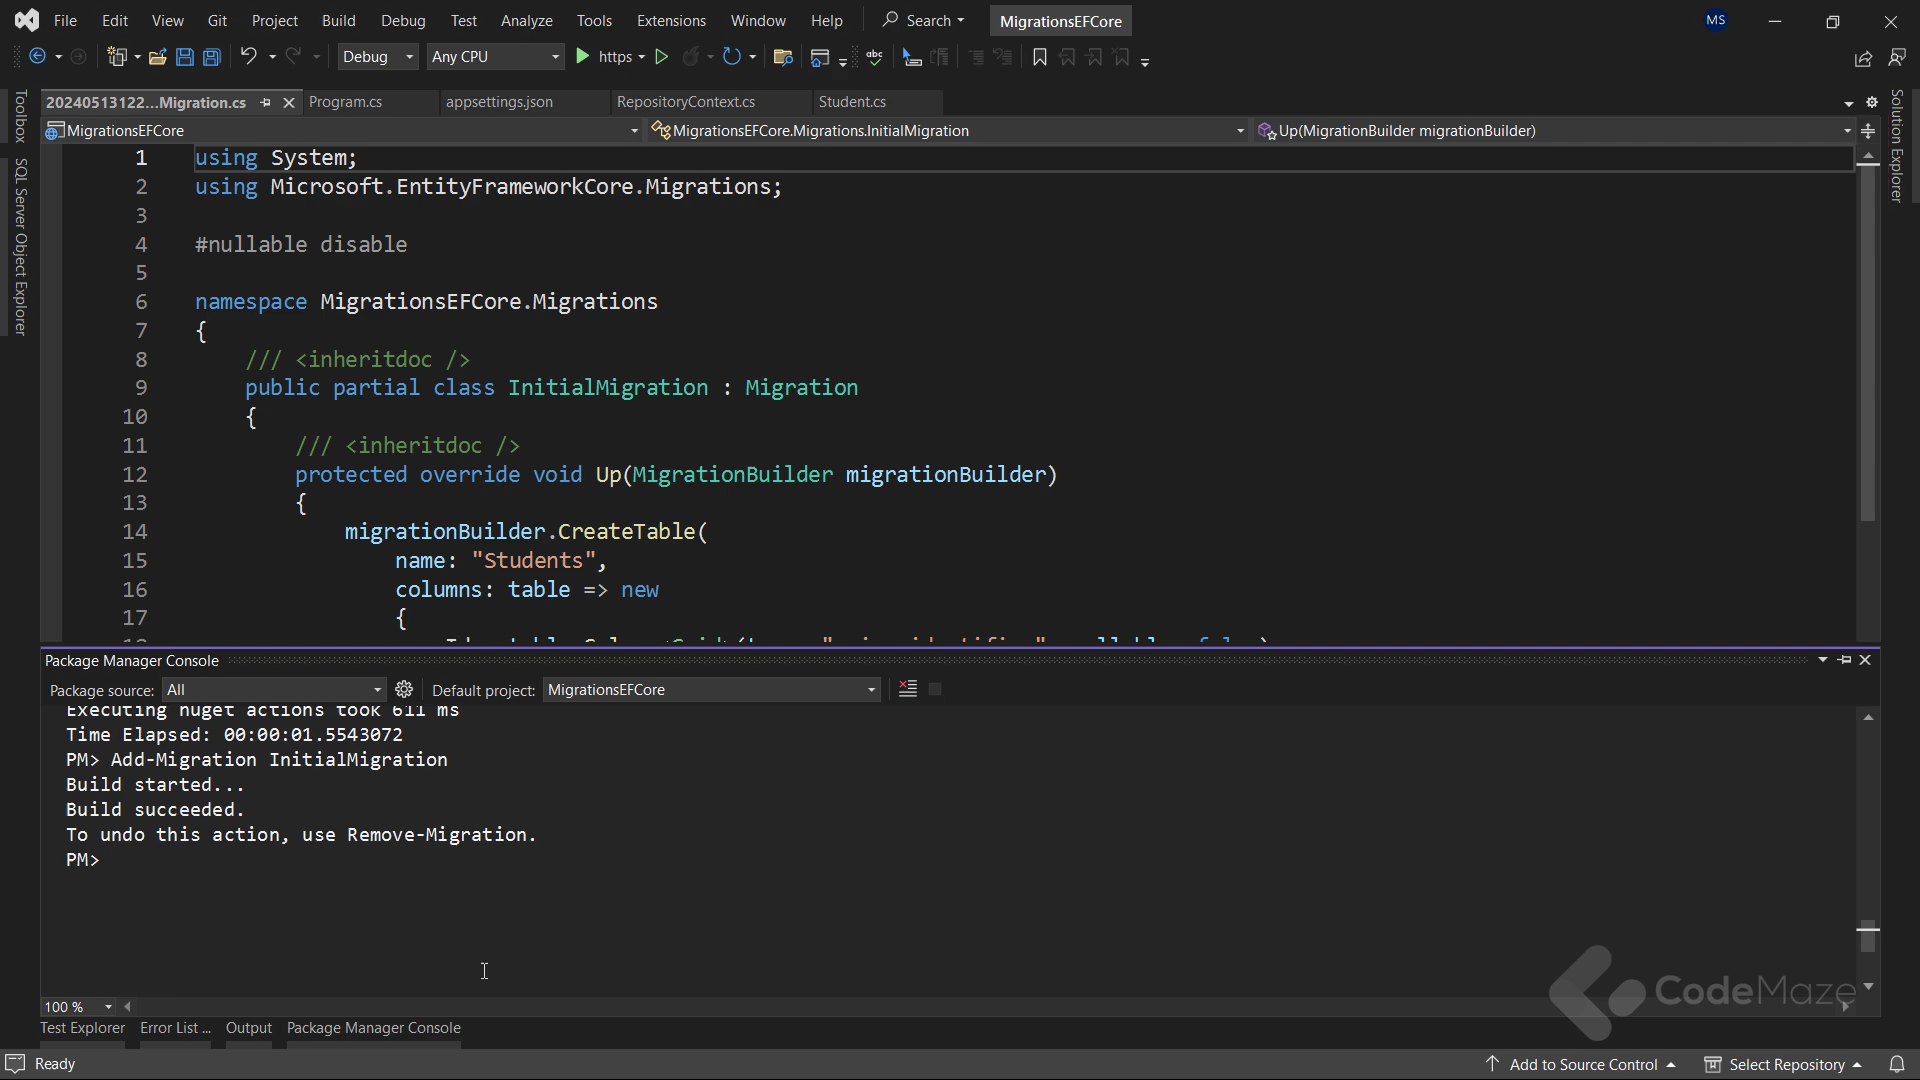 File Edit View Git Project Build Debug Test Analyze Tools Extensions Window Help Search MigrationsEFCore MS
Debug Any CPU https
20240513122...Migration.cs Program.cs appsettings.json RepositoryContext.cs Student.cs
MigrationsEFCore MigrationsEFCore.Migrations.InitialMigration Up(MigrationBuilder migrationBuilder)
Toolbox
SQL Server Object Explorer
Solution Explorer
1 using System;
2 using Microsoft.EntityFrameworkCore.Migrations;
3
4 #nullable disable
5
6 namespace MigrationsEFCore.Migrations
7 {
8 /// <inheritdoc />
9 public partial class InitialMigration : Migration
10 {
11 /// <inheritdoc />
12 protected override void Up(MigrationBuilder migrationBuilder)
13 {
14 migrationBuilder.CreateTable(
15 name: "Students",
16 columns: table => new
17 {
Package Manager Console
Package source: All Default project: MigrationsEFCore
Executing nuget actions took 611 ms
Time Elapsed: 00:00:01.5543072
PM> Add-Migration InitialMigration
Build started...
Build succeeded.
To undo this action, use Remove-Migration.
PM>
CodeMaze
100 %
Test Explorer Error List ... Output Package Manager Console
Ready Add to Source Control Select Repository